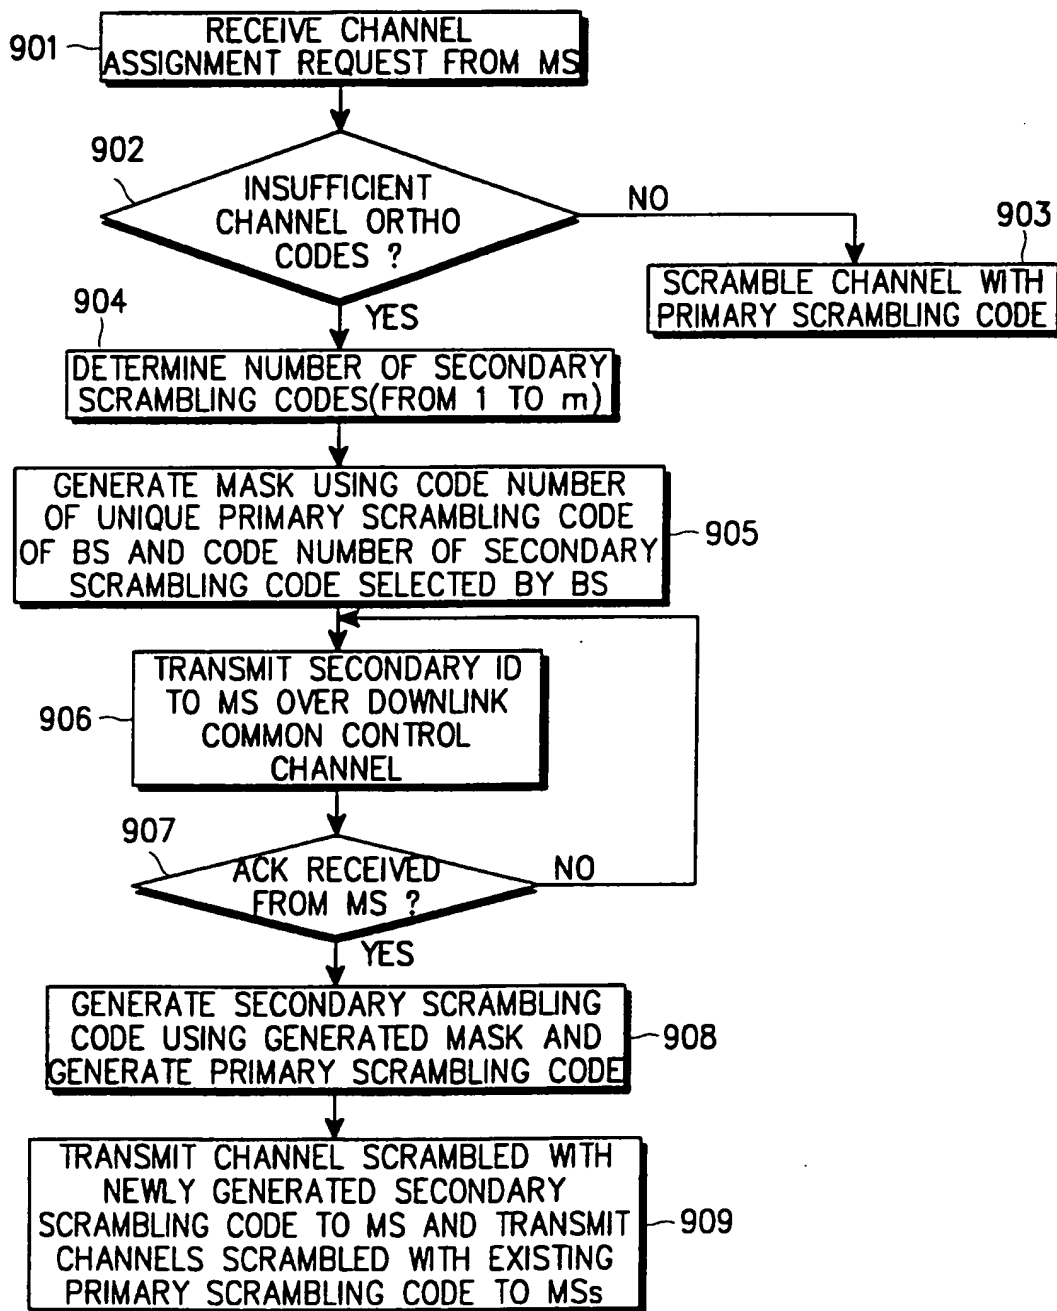 901
RECEIVE CHANNEL
ASSIGNMENT REQUEST FROM MS
902
INSUFFICIENT
CHANNEL ORTHO
CODES ?
NO
903
SCRAMBLE CHANNEL WITH
PRIMARY SCRAMBLING CODE
YES
904
DETERMINE NUMBER OF SECONDARY
SCRAMBLING CODES(FROM 1 TO m)
GENERATE MASK USING CODE NUMBER
OF UNIQUE PRIMARY SCRAMBLING CODE
OF BS AND CODE NUMBER OF SECONDARY
SCRAMBLING CODE SELECTED BY BS
905
TRANSMIT SECONDARY ID
TO MS OVER DOWNLINK
COMMON CONTROL
CHANNEL
906
907
ACK RECEIVED
FROM MS ?
NO
YES
GENERATE SECONDARY SCRAMBLING
CODE USING GENERATED MASK AND
GENERATE PRIMARY SCRAMBLING CODE
908
TRANSMIT CHANNEL SCRAMBLED WITH
NEWLY GENERATED SECONDARY
SCRAMBLING CODE TO MS AND TRANSMIT
CHANNELS SCRAMBLED WITH EXISTING
PRIMARY SCRAMBLING CODE TO MSs
909